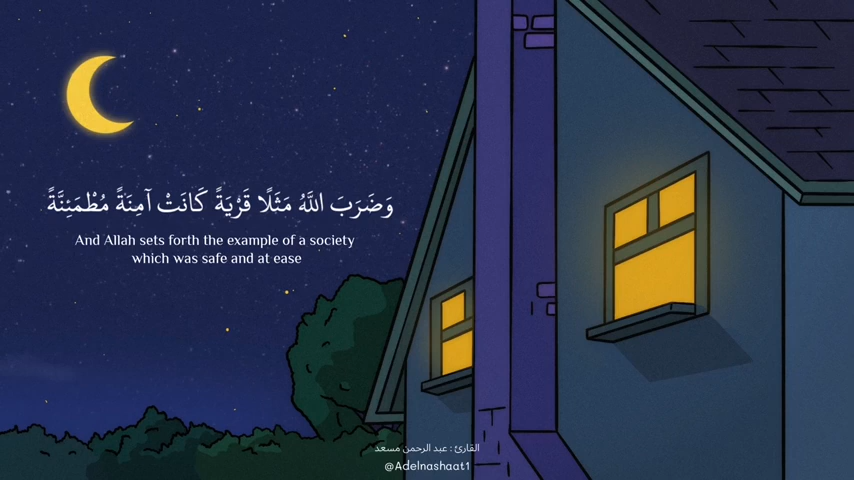 وَضَرَبَ اللَّهُ مَثَلًا قَرْيَةً كَانَتْ آمِنَةً مُطْمَئِنَّةً
And Allah sets forth the example of a society
which was safe and at ease
القارئ : عبد الرحمن مسعد
@Adelnashaat1